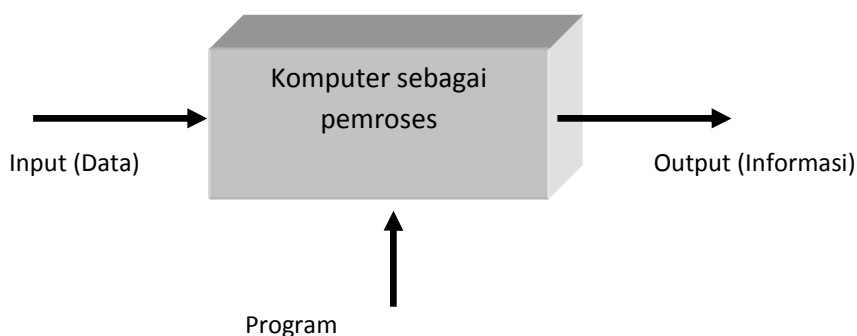 Komputer sebagai
pemroses
Input (Data)
Output (Informasi)
Program